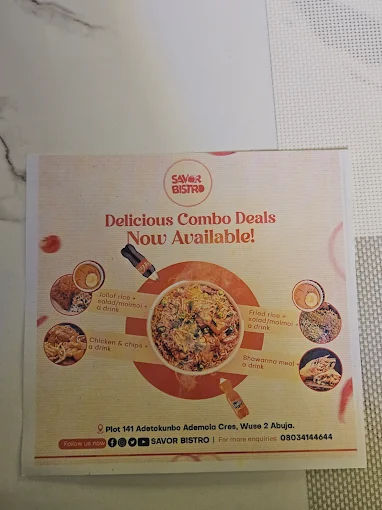 SAVOR
BISTRO
Delicious Combo Deals
Now Available!
Jollof rice +
salad/moimoi +
a drink
Fried rice +
salad/moimoi +
a drink
Chicken & chips +
a drink
Shawarma meal +
a drink
Plot 141 Adetokunbo Ademola Cres, Wuse 2 Abuja.
Follow us now SAVOR BISTRO | For more enquiries: 08034144644